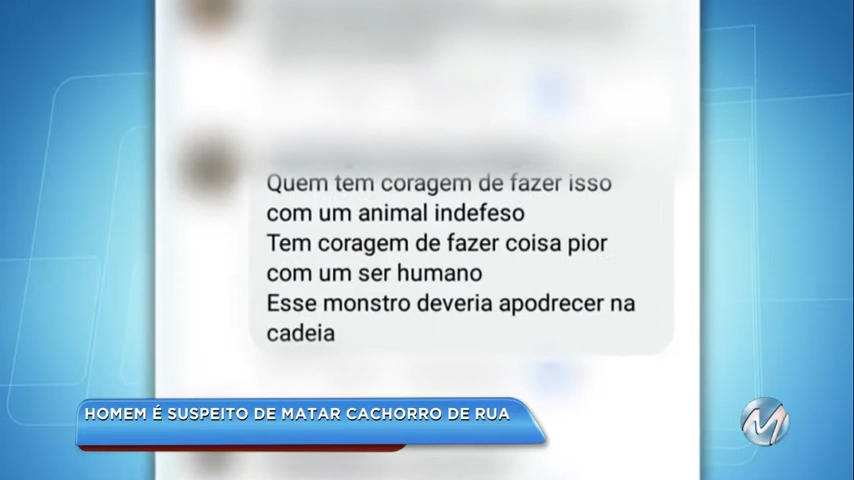 Quem tem coragem de fazer isso
com um animal indefeso
Tem coragem de fazer coisa pior
com um ser humano
Esse monstro deveria apodrecer na
cadeia
HOMEM É SUSPEITO DE MATAR CACHORRO DE RUA
M